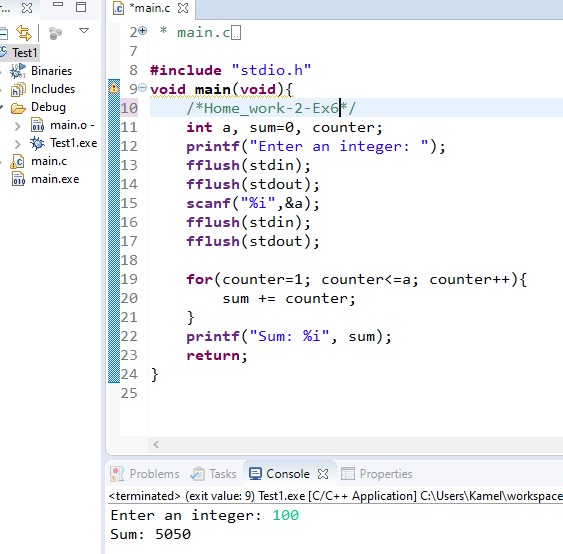 ...
*main.c
2 * main.c
Test1
7
Binaries
8 #include "stdio.h"
Includes
9 void main(void){
Debug
10 /*Home_work-2-Ex6*/
main.o -
11 int a, sum=0, counter;
Test1.exe
12 printf("Enter an integer: ");
main.c
13 fflush(stdin);
main.exe
14 fflush(stdout);
15 scanf("%i",&a);
16 fflush(stdin);
17 fflush(stdout);
18
19 for(counter=1; counter<=a; counter++){
20 sum += counter;
21 }
22 printf("Sum: %i", sum);
23 return;
24 }
25
Problems Tasks Console Properties
<terminated> (exit value: 9) Test1.exe [C/C++ Application] C:\Users\Kamel\workspace
Enter an integer: 100
Sum: 5050